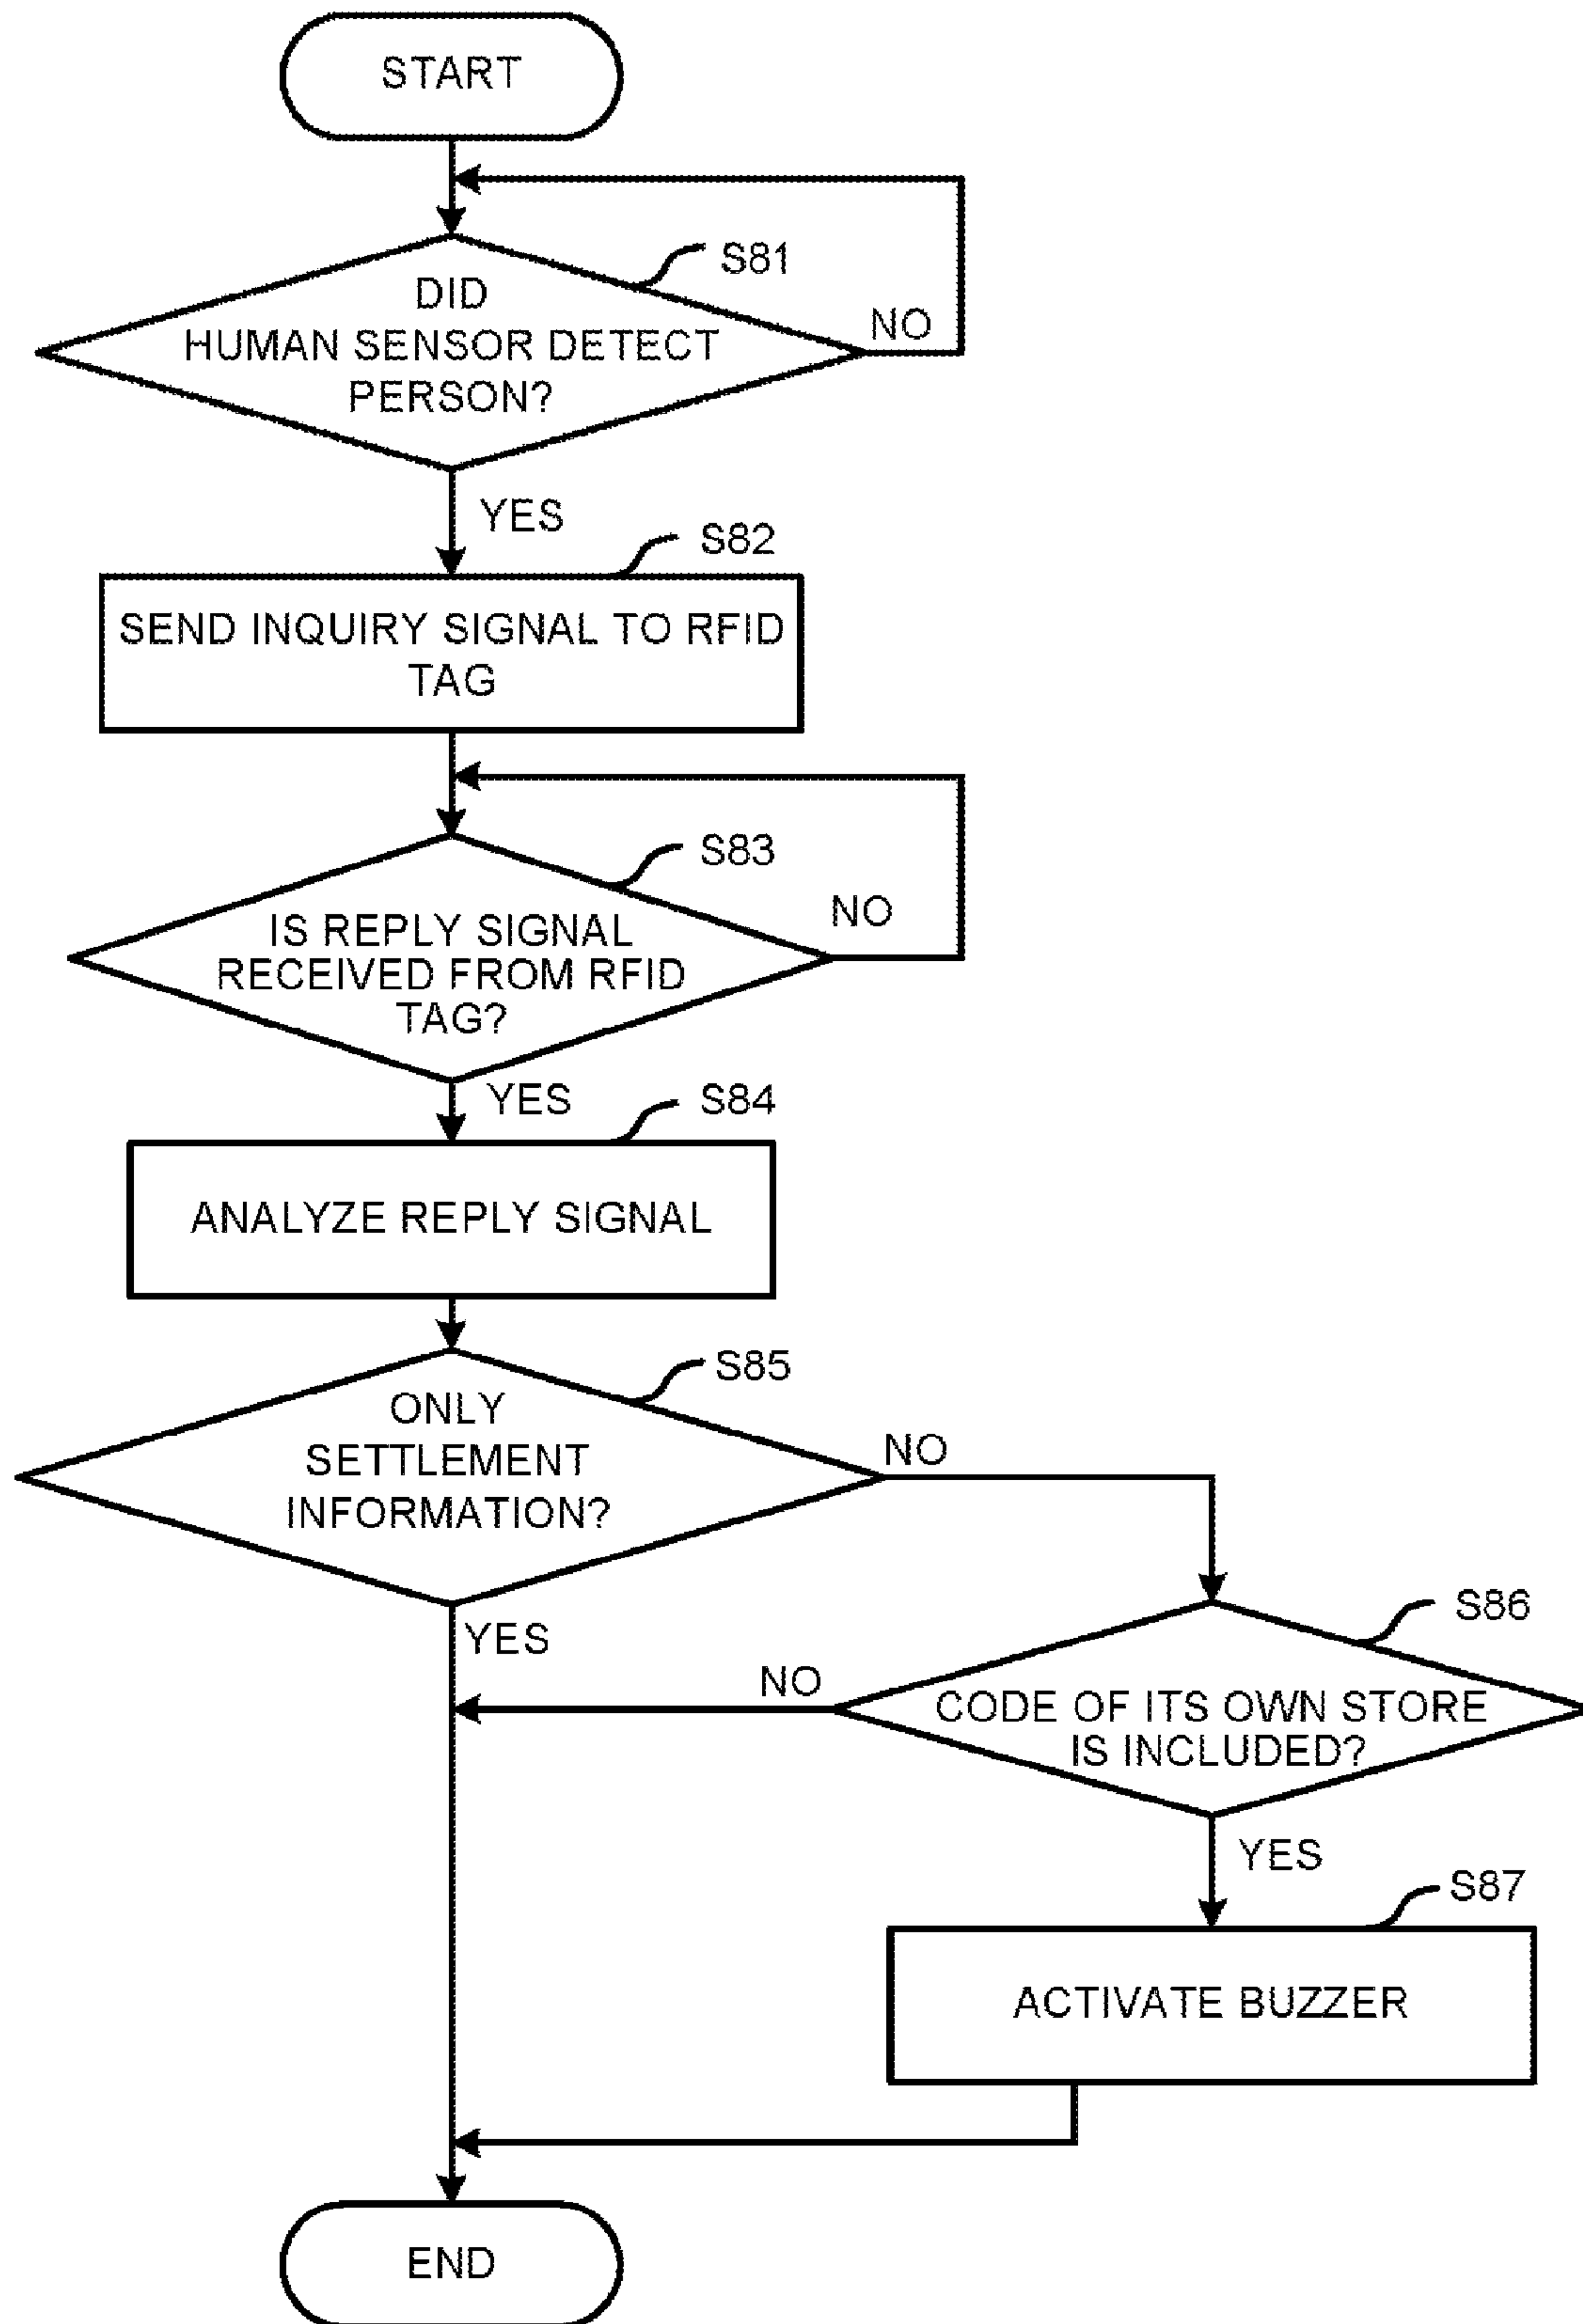 START
S81
DID
HUMAN SENSOR DETECT
PERSON?
NO
YES
S82
SEND INQUIRY SIGNAL TO RFID
TAG
S83
IS REPLY SIGNAL
RECEIVED FROM RFID
TAG?
NO
YES
S84
ANALYZE REPLY SIGNAL
S85
ONLY
SETTLEMENT
INFORMATION?
NO
YES
S86
NO
CODE OF ITS OWN STORE
IS INCLUDED?
YES
S87
ACTIVATE BUZZER
END